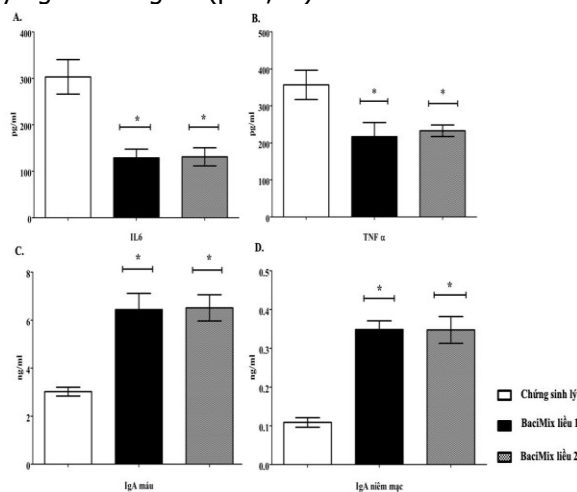 A.
400
300
200
100
0
pg/ml
*
*
IL6
B.
500
400
300
200
100
0
pg/ml
*
*
TNF α
C.
8
6
4
2
0
ng/ml
*
*
IgA máu
D.
0.5
0.4
0.3
0.2
0.1
0.0
ng/ml
*
*
IgA niêm mạc
Chứng sinh lý
BaciMix liều 1
BaciMix liều 2